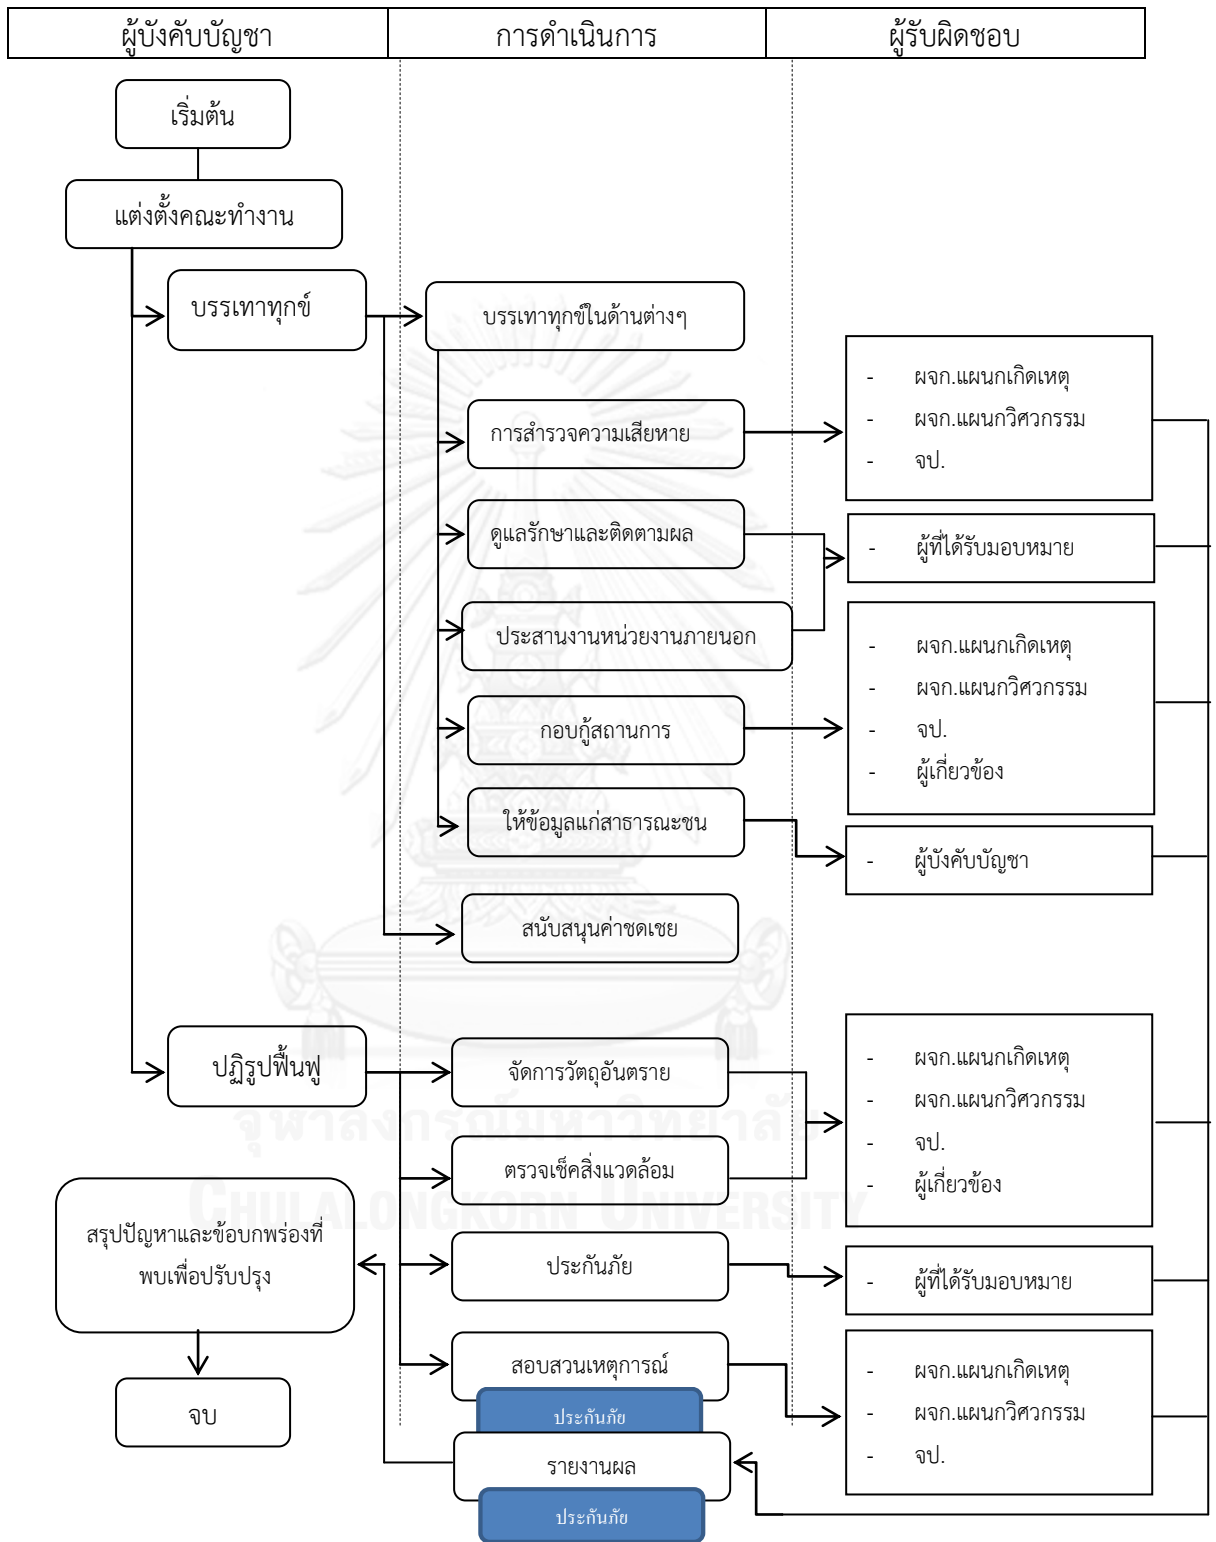 ผู้บังคับบัญชา
การดำเนินการ
ผู้รับผิดชอบ
เริ่มต้น
แต่งตั้งคณะทำงาน
บรรเทาทุกข์
บรรเทาทุกข์ในด้านต่างๆ
การสำรวจความเสียหาย
- ผจก.แผนกเกิดเหตุ
- ผจก.แผนกวิศวกรรม
- จป.
ดูแลรักษาและติดตามผล
- ผู้ที่ได้รับมอบหมาย
ประสานงานหน่วยงานภายนอก
กอบกู้สถานการ
- ผจก.แผนกเกิดเหตุ
- ผจก.แผนกวิศวกรรม
- จป.
- ผู้เกี่ยวข้อง
ให้ข้อมูลแก่สาธารณะชน
- ผู้บังคับบัญชา
สนับสนุนค่าชดเชย
ปฏิรูปฟื้นฟู
จัดการวัตถุอันตราย
- ผจก.แผนกเกิดเหตุ
- ผจก.แผนกวิศวกรรม
- จป.
- ผู้เกี่ยวข้อง
จุฬาลงกรณ์มหาวิทยาลัย
CHULALONGKORN UNIVERSITY
ตรวจเช็คสิ่งแวดล้อม
สรุปปัญหาและข้อบกพร่องที่
พบเพื่อปรับปรุง
ประกันภัย
- ผู้ที่ได้รับมอบหมาย
สอบสวนเหตุการณ์
- ผจก.แผนกเกิดเหตุ
- ผจก.แผนกวิศวกรรม
- จป.
จบ
ประกันภัย
รายงานผล
ประกันภัย